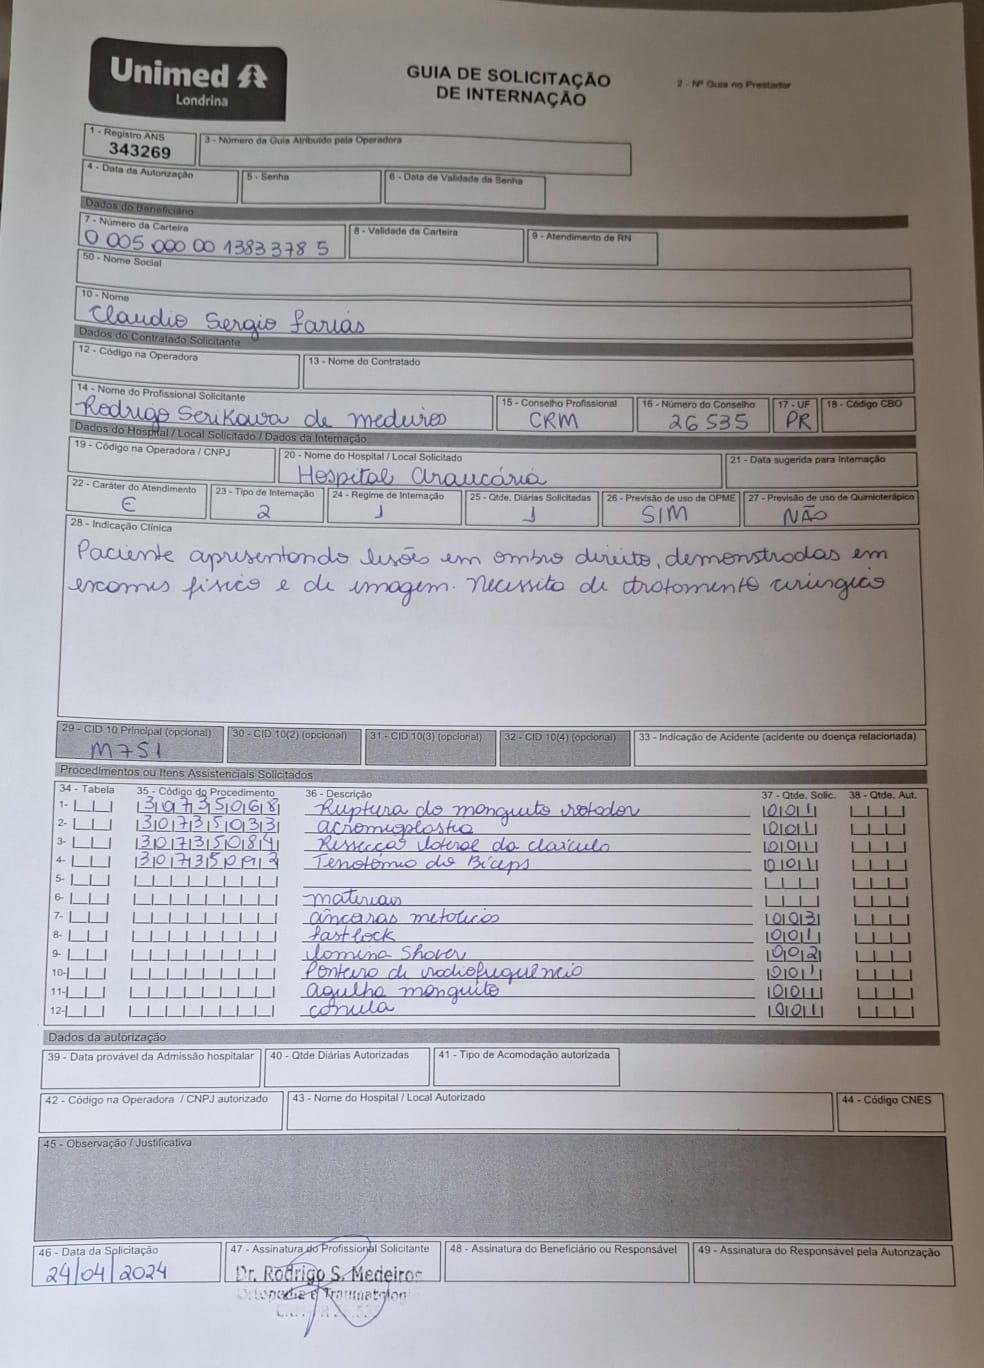 Unimed
Londrina
GUIA DE SOLICITAÇÃO
DE INTERNAÇÃO
2 - Nº Guia no Prestador
1 - Registro ANS
343269
3 - Número da Guia Atribuído pela Operadora
4 - Data da Autorização
5 - Senha
6 - Data de Validade da Senha
Dados do Beneficiário
7 - Número da Carteira
0 005 000 00 1383378 5
8 - Validade da Carteira
9 - Atendimento de RN
50 - Nome Social
10 - Nome
Claudio Sergio farias
Dados do Contratado Solicitante
12 - Código na Operadora
13 - Nome do Contratado
14 - Nome do Profissional Solicitante
Rodrigo Serikawa de medeiros
15 - Conselho Profissional
CRM
16 - Número do Conselho
26535
17 - UF
PR
18 - Código CBO
Dados do Hospital / Local Solicitado / Dados da Internação
19 - Código na Operadora / CNPJ
20 - Nome do Hospital / Local Solicitado
Hospital araucária
21 - Data sugerida para Internação
22 - Caráter do Atendimento
E
23 - Tipo de Internação
2
24 - Regime de Internação
1
25 - Qtde. Diárias Solicitadas
1
26 - Previsão de uso de OPME
SIM
27 - Previsão de uso de Quimioterápico
NÃO
28 - Indicação Clínica
Paciente apresentando lesões em ombro direito, demonstradas em
exames físico e de imagem. Necessita de tratamento cirúrgico
29 - CID 10 Principal (opcional)
M751
30 - CID 10(2) (opcional)
31 - CID 10(3) (opcional)
32 - CID 10(4) (opcional)
33 - Indicação de Acidente (acidente ou doença relacionada)
Procedimentos ou Itens Assistenciais Solicitados
34 - Tabela 35 - Código do Procedimento 36 - Descrição 37 - Qtde. Solic. 38 - Qtde. Aut.
1- 30735068 Ruptura do manguito rotador 001
2- 30735033 acromioplastia 001
3- 30735084 Ressecção lateral da clavícula 001
4- 30735092 Tenotomia do Bíceps 001
5-
6- materiais
7- âncoras metálicas 003
8- fastlock 001
9- lamina Shaver 002
10- Ponteira de radiofrequência 001
11- agulha manguito 001
12- cânula 001
Dados da autorização
39 - Data provável da Admissão hospitalar
40 - Qtde Diárias Autorizadas
41 - Tipo de Acomodação autorizada
42 - Código na Operadora / CNPJ autorizado
43 - Nome do Hospital / Local Autorizado
44 - Código CNES
45 - Observação / Justificativa
46 - Data da Solicitação
24/04/2024
47 - Assinatura do Profissional Solicitante
Dr. Rodrigo S. Medeiros
Ortopedia e Traumatologi
48 - Assinatura do Beneficiário ou Responsável
49 - Assinatura do Responsável pela Autorização